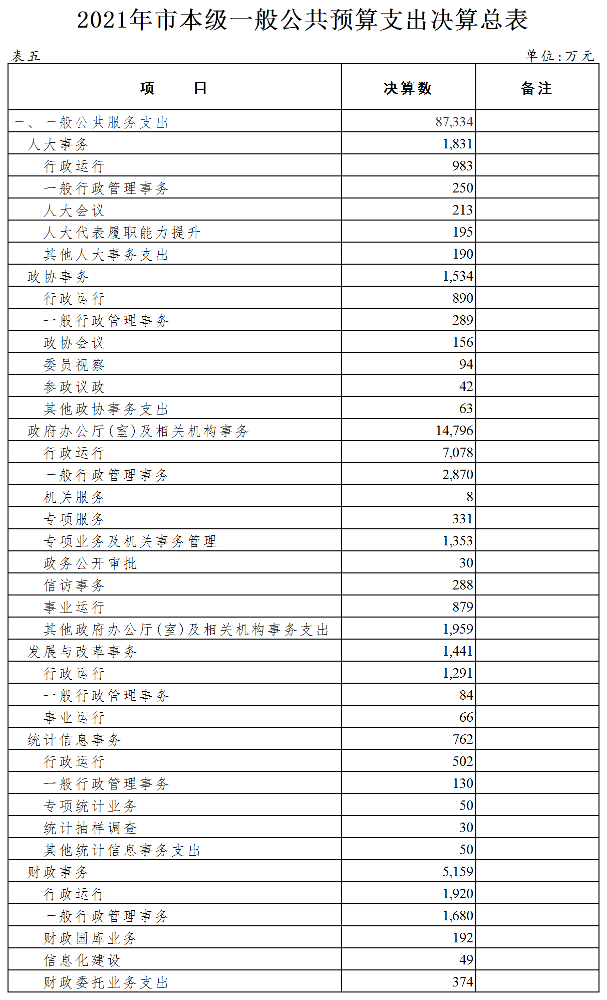 2021年市本级一般公共预算支出决算总表
表五 单位:万元
项 目 决算数 备注
一、一般公共服务支出 87,334
人大事务 1,831
行政运行 983
一般行政管理事务 250
人大会议 213
人大代表履职能力提升 195
其他人大事务支出 190
政协事务 1,534
行政运行 890
一般行政管理事务 289
政协会议 156
委员视察 94
参政议政 42
其他政协事务支出 63
政府办公厅(室)及相关机构事务 14,796
行政运行 7,078
一般行政管理事务 2,870
机关服务 8
专项服务 331
专项业务及机关事务管理 1,353
政务公开审批 30
信访事务 288
事业运行 879
其他政府办公厅(室)及相关机构事务支出 1,959
发展与改革事务 1,441
行政运行 1,291
一般行政管理事务 84
事业运行 66
统计信息事务 762
行政运行 502
一般行政管理事务 130
专项统计业务 50
统计抽样调查 30
其他统计信息事务支出 50
财政事务 5,159
行政运行 1,920
一般行政管理事务 1,680
财政国库业务 192
信息化建设 49
财政委托业务支出 374